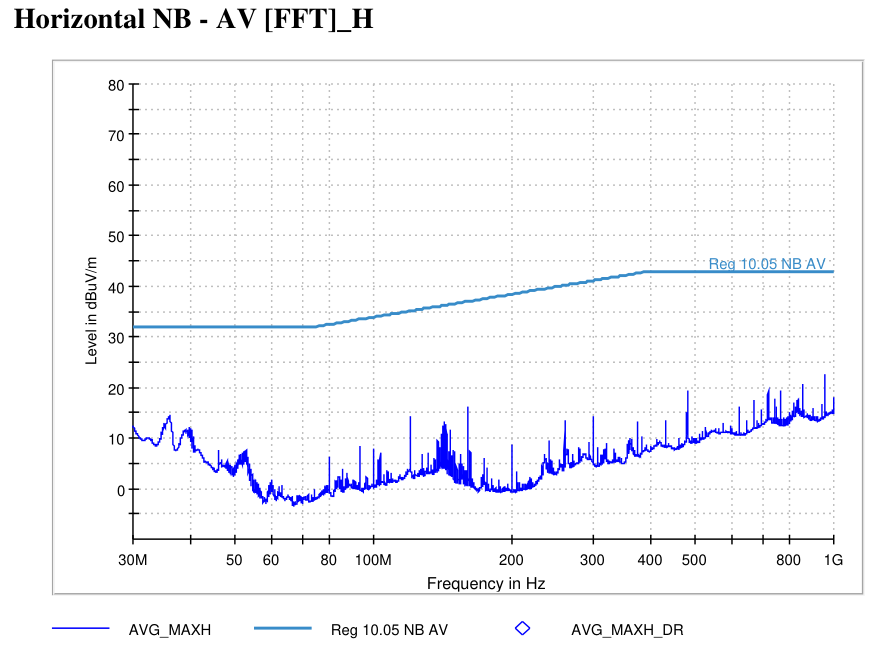 Horizontal NB - AV [FFT]_H
80
70
60
50
40
30
20
10
0
Level in dBuV/m
Reg 10.05 NB AV
30M 50 60 80 100M 200 300 400 500 800 1G
Frequency in Hz
AVG_MAXH Reg 10.05 NB AV AVG_MAXH_DR